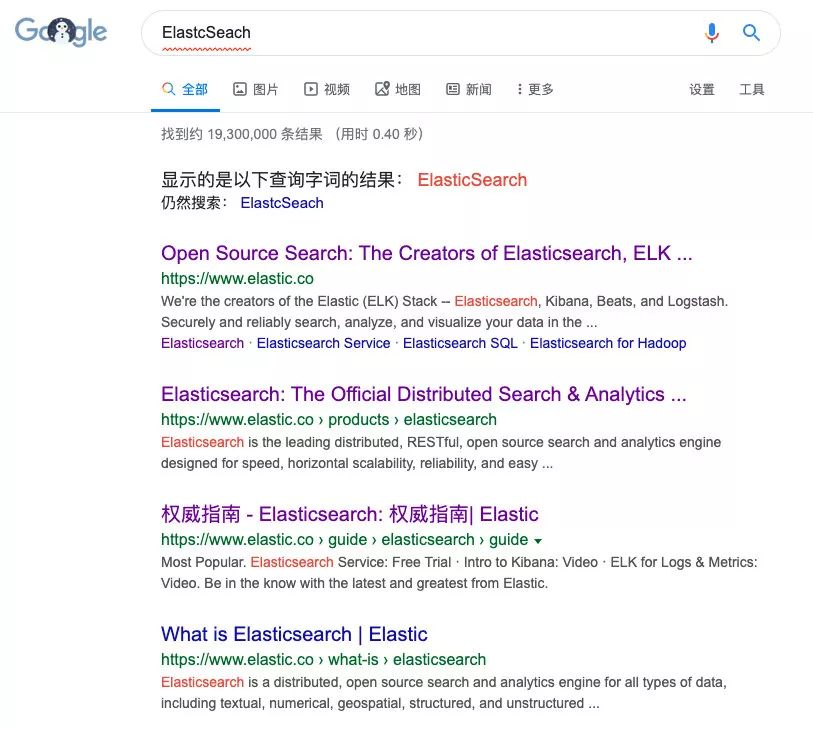 Google
ElastcSeach
全部 图片 视频 地图 新闻 更多 设置 工具
找到约 19,300,000 条结果 （用时 0.40 秒）
显示的是以下查询字词的结果： ElasticSearch
仍然搜索： ElastcSeach
Open Source Search: The Creators of Elasticsearch, ELK ...
https://www.elastic.co
We're the creators of the Elastic (ELK) Stack -- Elasticsearch, Kibana, Beats, and Logstash.
Securely and reliably search, analyze, and visualize your data in the ...
Elasticsearch · Elasticsearch Service · Elasticsearch SQL · Elasticsearch for Hadoop
Elasticsearch: The Official Distributed Search & Analytics ...
https://www.elastic.co › products › elasticsearch
Elasticsearch is the leading distributed, RESTful, open source search and analytics engine
designed for speed, horizontal scalability, reliability, and easy ...
权威指南 - Elasticsearch: 权威指南| Elastic
https://www.elastic.co › guide › elasticsearch › guide
Most Popular. Elasticsearch Service: Free Trial · Intro to Kibana: Video · ELK for Logs & Metrics:
Video. Be in the know with the latest and greatest from Elastic.
What is Elasticsearch | Elastic
https://www.elastic.co › what-is › elasticsearch
Elasticsearch is a distributed, open source search and analytics engine for all types of data,
including textual, numerical, geospatial, structured, and unstructured ...